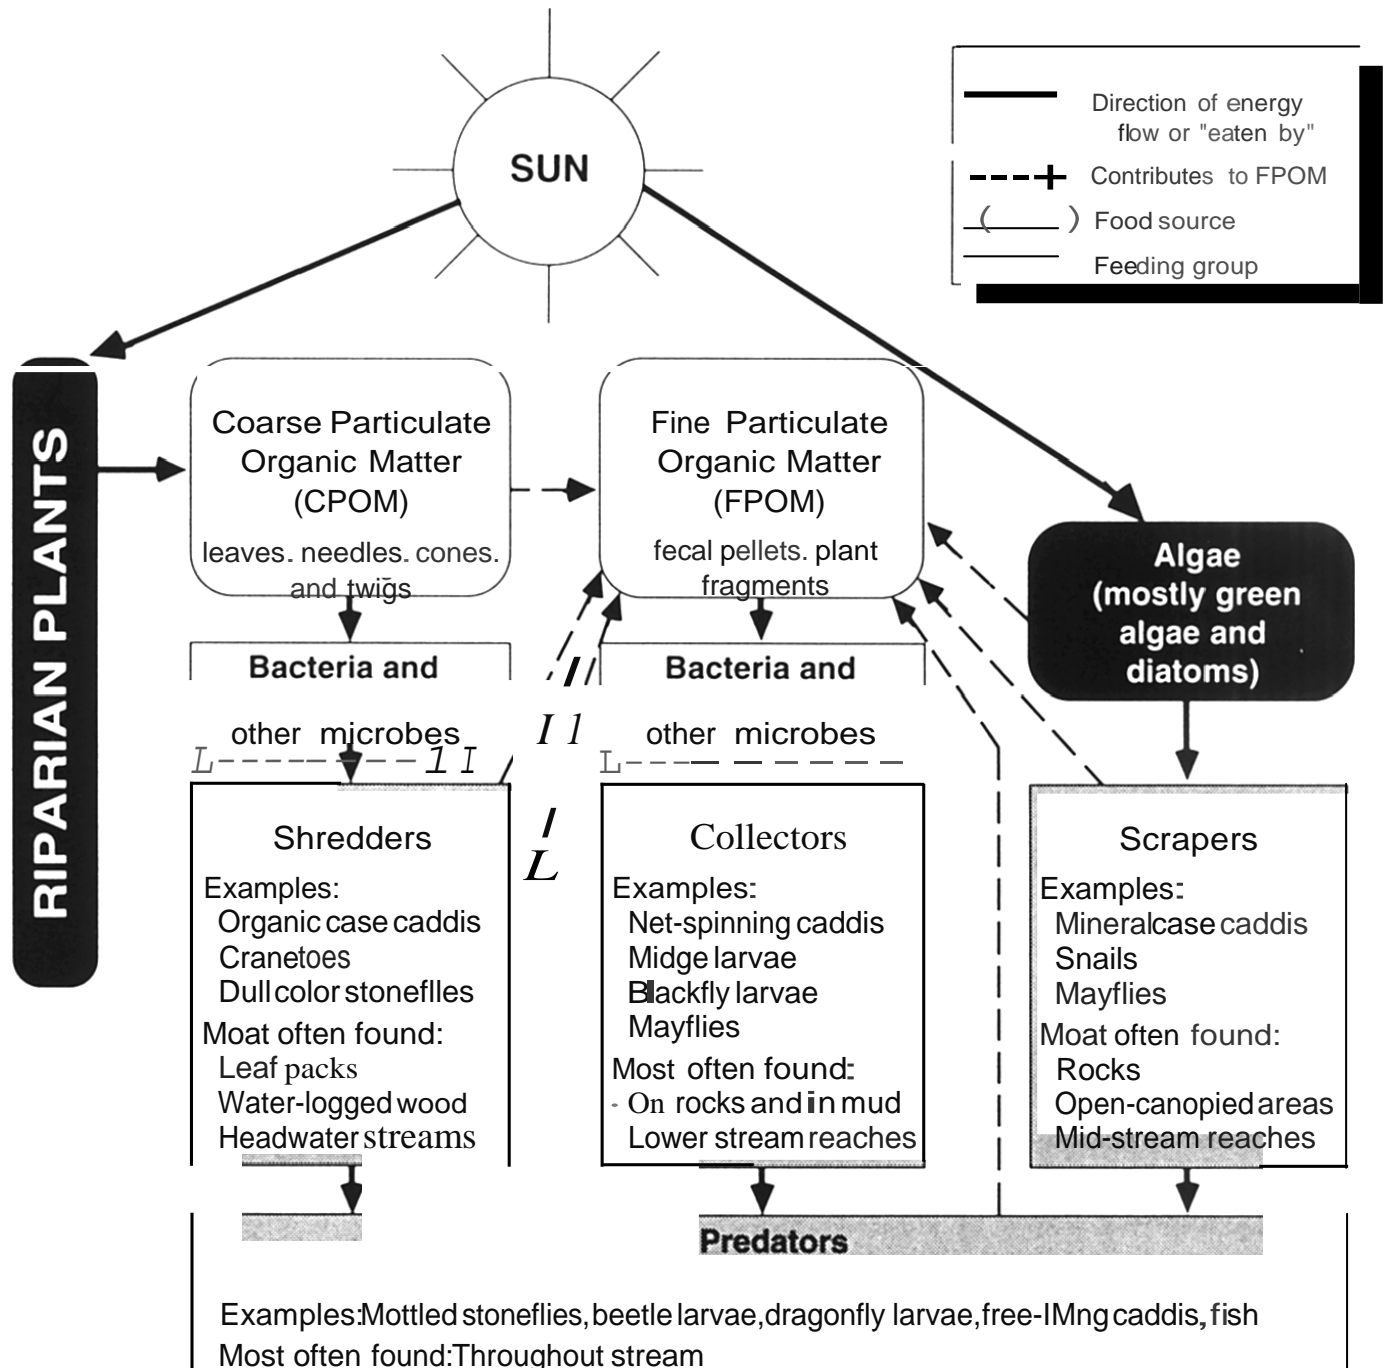 SUN
Direction of energy
flow or "eaten by"
Contributes to FPOM
( ) Food source
Feeding group
RIPARIAN PLANTS
Coarse Particulate
Organic Matter
(CPOM)
leaves. needles. cones.
and twigs
Fine Particulate
Organic Matter
(FPOM)
fecal pellets. plant
fragments
Algae
(mostly green
algae and
diatoms)
Bacteria and
other microbes
Bacteria and
other microbes
Shredders
Examples:
Organic case caddis
Cranetoes
Dull color stoneflles
Moat often found:
Leaf packs
Water-logged wood
Headwater streams
Collectors
Examples:
Net-spinning caddis
Midge larvae
Blackfly larvae
Mayflies
Most often found:
- On rocks and in mud
Lower stream reaches
Scrapers
Examples:
Mineral case caddis
Snails
Mayflies
Moat often found:
Rocks
Open-canopied areas
Mid-stream reaches
Predators
Examples:Mottled stoneflies, beetle larvae, dragonfly larvae, free-IMng caddis, fish
Most often found:Throughout stream